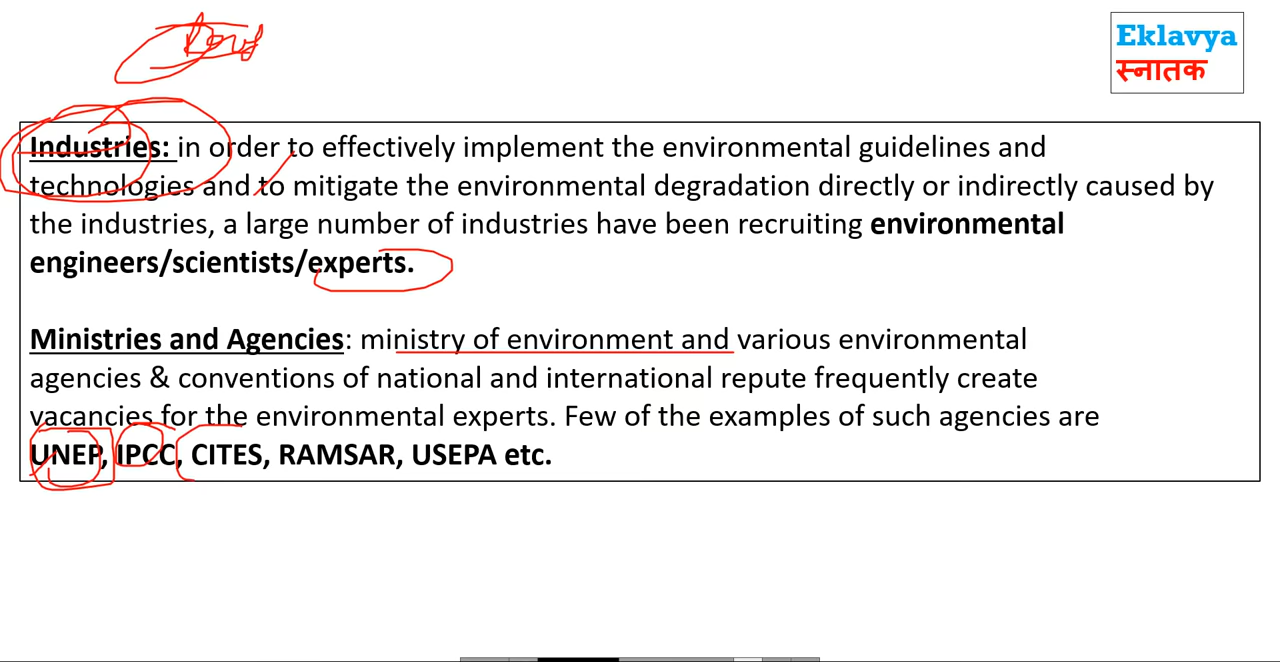 Eklavya
स्नातक
Industries: in order to effectively implement the environmental guidelines and
technologies and to mitigate the environmental degradation directly or indirectly caused by
the industries, a large number of industries have been recruiting environmental
engineers/scientists/experts.
Ministries and Agencies: ministry of environment and various environmental
agencies & conventions of national and international repute frequently create
vacancies for the environmental experts. Few of the examples of such agencies are
UNEP, IPCC, CITES, RAMSAR, USEPA etc.